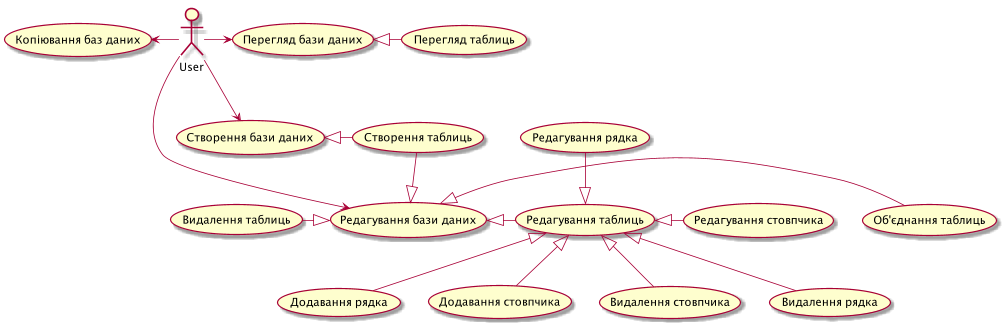 Копіювання баз даних
Перегляд бази даних
Перегляд таблиць
User
Створення бази даних
Створення таблиць
Редагування рядка
Видалення таблиць
Редагування бази даних
Редагування таблиць
Редагування стовпчика
Об'єднання таблиць
Додавання рядка
Додавання стовпчика
Видалення стовпчика
Видалення рядка